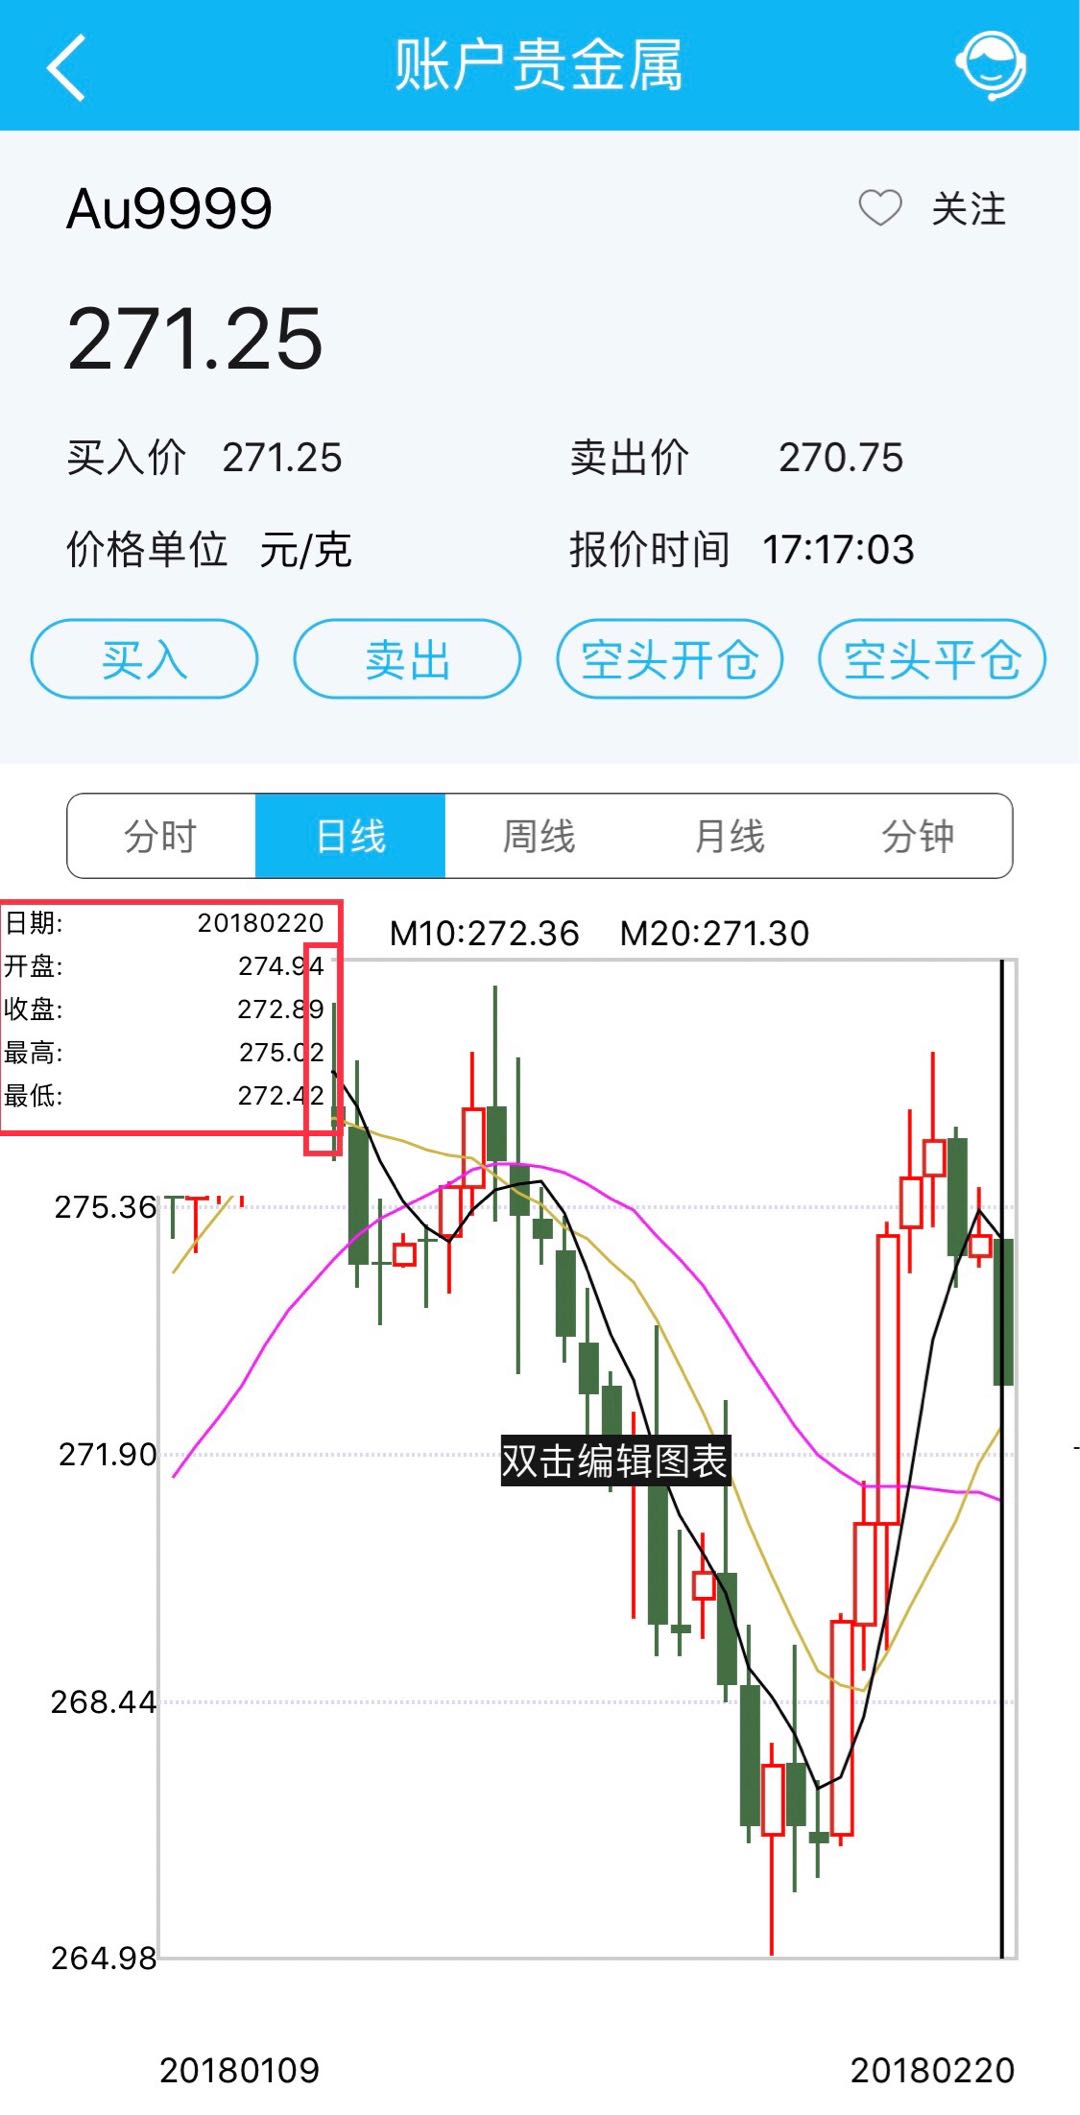 账户贵金属
Au9999
关注
271.25
买入价 271.25 卖出价 270.75
价格单位 元/克 报价时间 17:17:03
买入 卖出 空头开仓 空头平仓
分时 日线 周线 月线 分钟
日期: 20180220
M10:272.36 M20:271.30
开盘: 274.94
收盘: 272.89
最高: 275.02
最低: 272.42
275.36
271.90
双击编辑图表
268.44
264.98
20180109 20180220